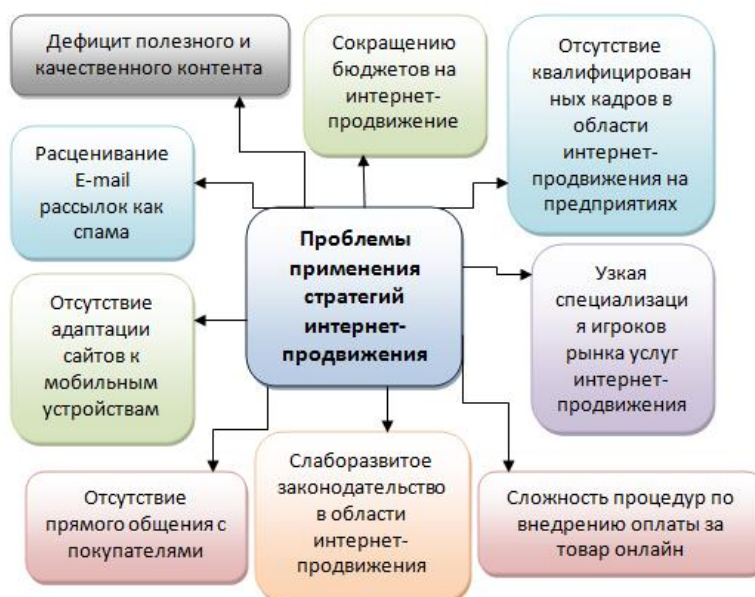 Дефицит полезного и
качественного контента
Сокращению
бюджетов на
интернет-
продвижение
Отсутствие
квалифицирован
ных кадров в
области
интернет-
продвижения на
предприятиях
Расценивание
E-mail
рассылок как
спама
Проблемы
применения
стратегий
интернет-
продвижения
Узкая
специализаци
я игроков
рынка услуг
интернет-
продвижения
Отсутствие
адаптации
сайтов к
мобильным
устройствам
Отсутствие
прямого общения с
покупателями
Слаборазвитое
законодательство
в области
интернет-
продвижения
Сложность процедур по
внедрению оплаты за
товар онлайн